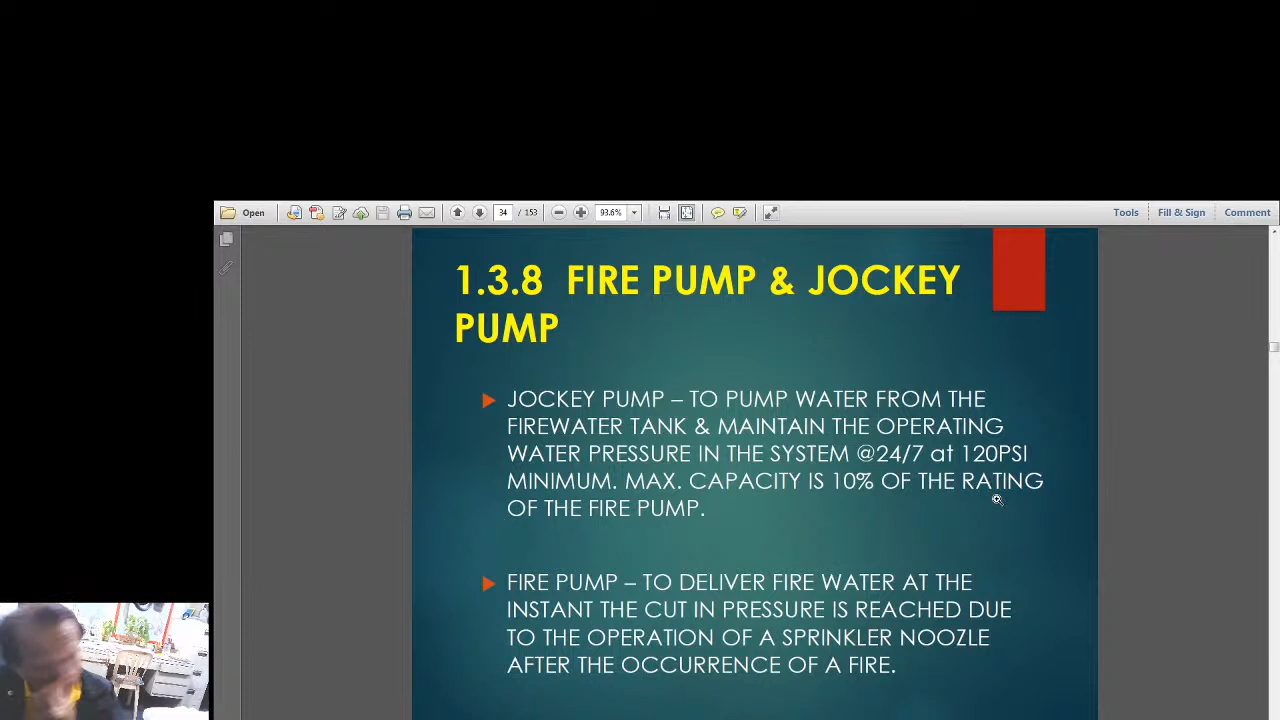 Open 34 / 153 93.6% Tools Fill & Sign Comment
1.3.8 FIRE PUMP & JOCKEY
PUMP
JOCKEY PUMP – TO PUMP WATER FROM THE
FIREWATER TANK & MAINTAIN THE OPERATING
WATER PRESSURE IN THE SYSTEM @24/7 at 120PSI
MINIMUM. MAX. CAPACITY IS 10% OF THE RATING
OF THE FIRE PUMP.
FIRE PUMP – TO DELIVER FIRE WATER AT THE
INSTANT THE CUT IN PRESSURE IS REACHED DUE
TO THE OPERATION OF A SPRINKLER NOOZLE
AFTER THE OCCURRENCE OF A FIRE.